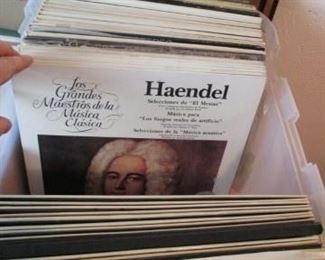 Los
Grandes
Maestros de la
Música
Clásica
Haendel
Selecciones de "El Mesías"
Música para
"Los fuegos reales de artificio"
Selecciones de la "Música acuática"